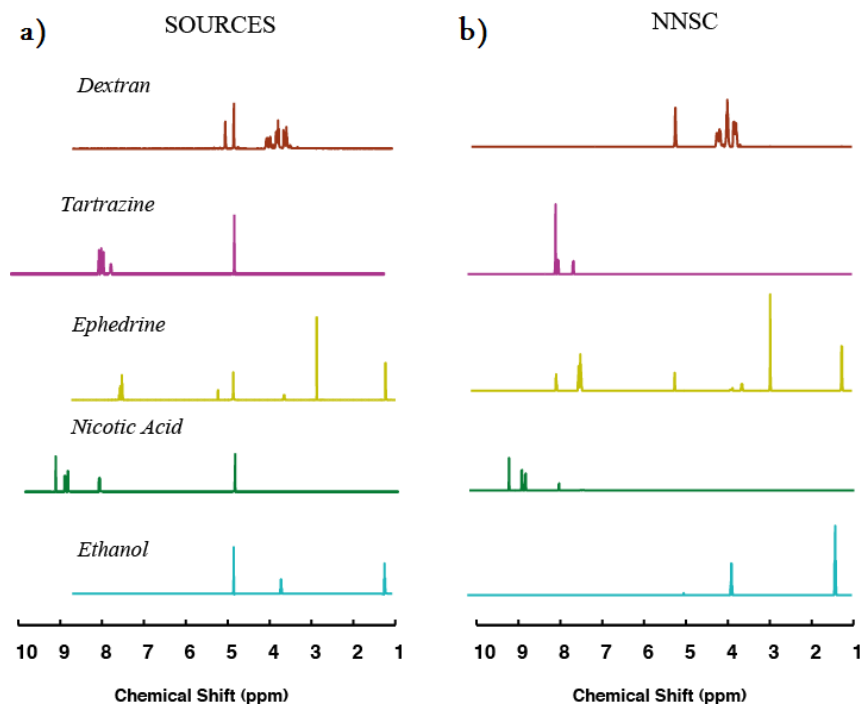 a)
SOURCES
b)
NNSC
Dextran
Tartrazine
Ephedrine
Nicotic Acid
Ethanol
10 9 8 7 6 5 4 3 2 1
10 9 8 7 6 5 4 3 2 1
Chemical Shift (ppm)
Chemical Shift (ppm)